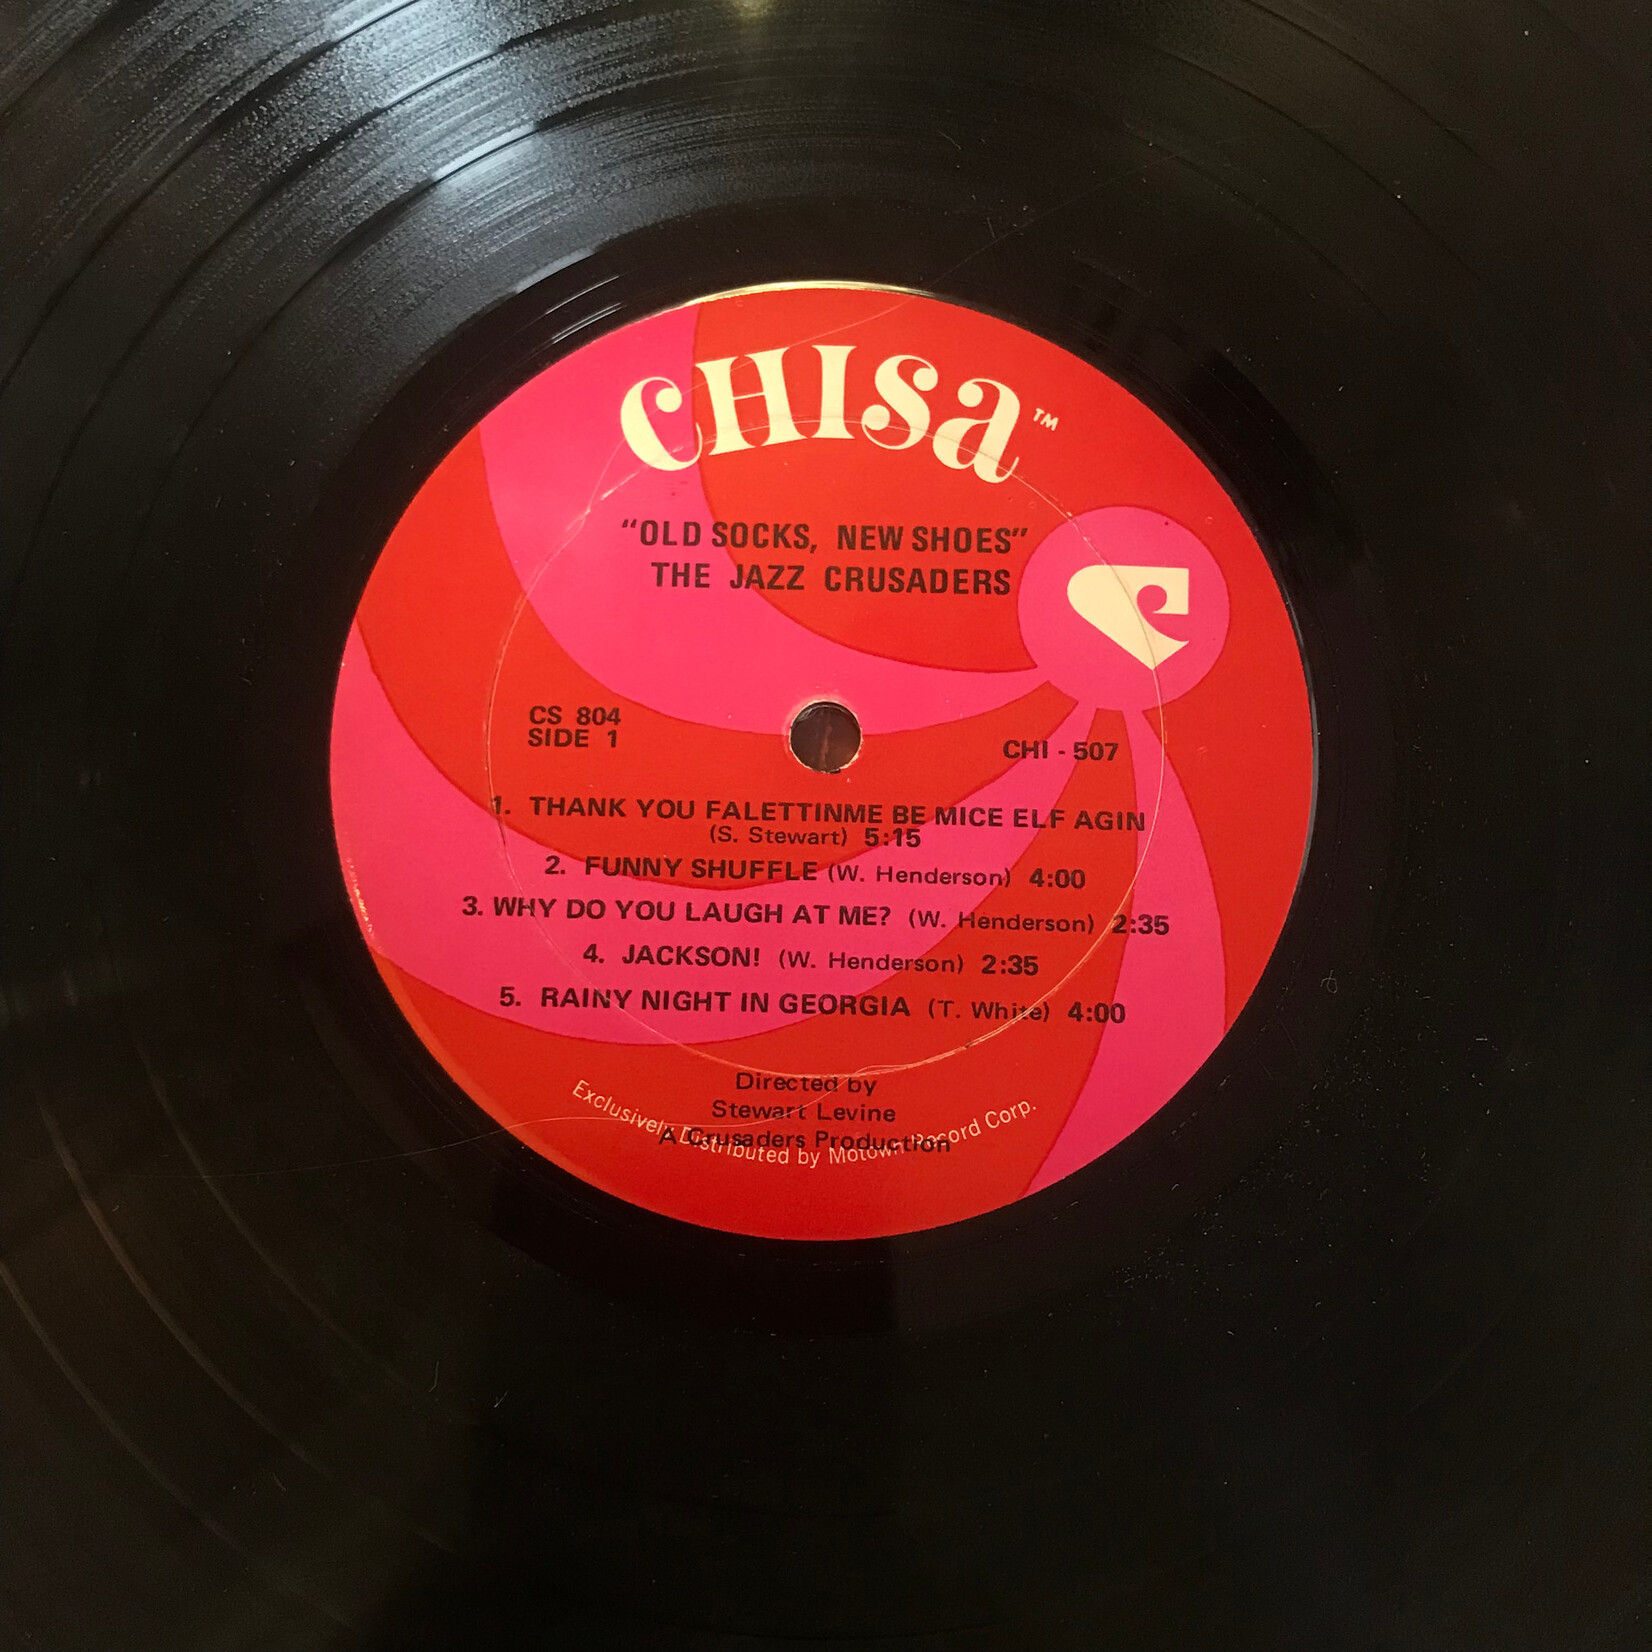 CHISa™
"OLD SOCKS, NEW SHOES"
THE JAZZ CRUSADERS
CS 804
SIDE 1
CHI - 507
1. THANK YOU FALETTINME BE MICE ELF AGIN
(S. Stewart) 5:15
2. FUNNY SHUFFLE (W. Henderson) 4:00
3. WHY DO YOU LAUGH AT ME? (W. Henderson) 2:35
4. JACKSON! (W. Henderson) 2:35
5. RAINY NIGHT IN GEORGIA (T. White) 4:00
Directed by
Stewart Levine
A Crusaders Production
Exclusively Distributed by Motown Record Corp.